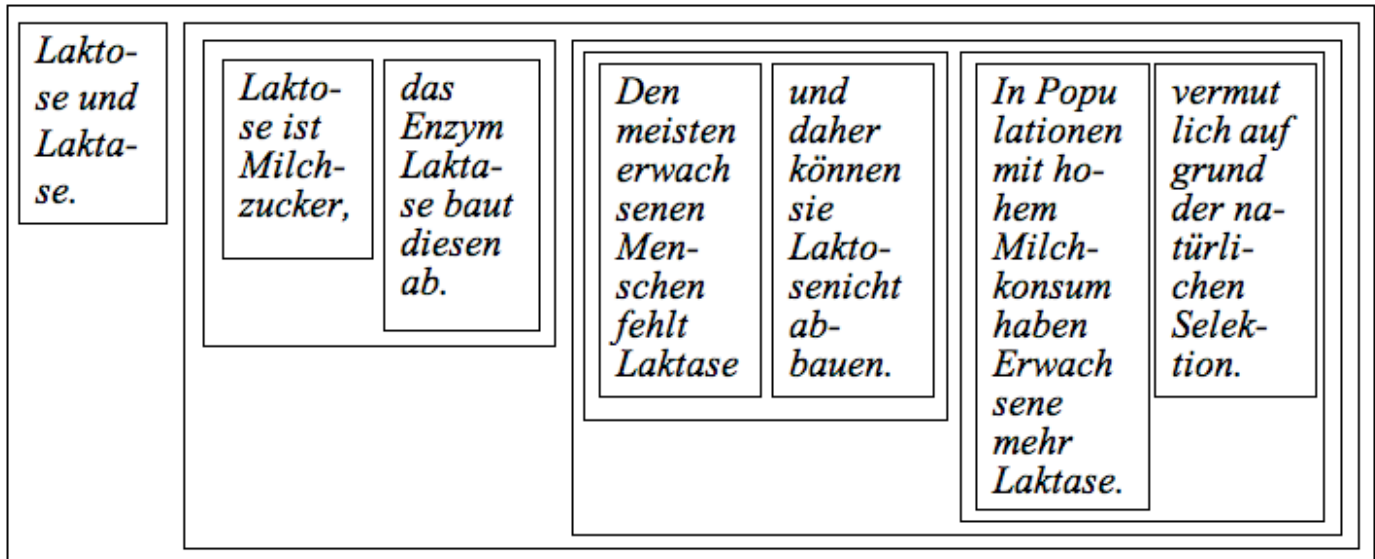 Lakto-
se und
Lakta-
se.
Lakto-
se ist
Milch-
zucker,
das
Enzym
Lakta-
se baut
diesen
ab.
Den
meisten
erwach
senen
Men-
schen
fehlt
Laktase
und
daher
können
sie
Lakto-
senicht
ab-
bauen.
In Popu
lationen
mit ho-
hem
Milch-
konsum
haben
Erwach
sene
mehr
Laktase.
vermut
lich auf
grund
der na-
türli-
chen
Selek-
tion.